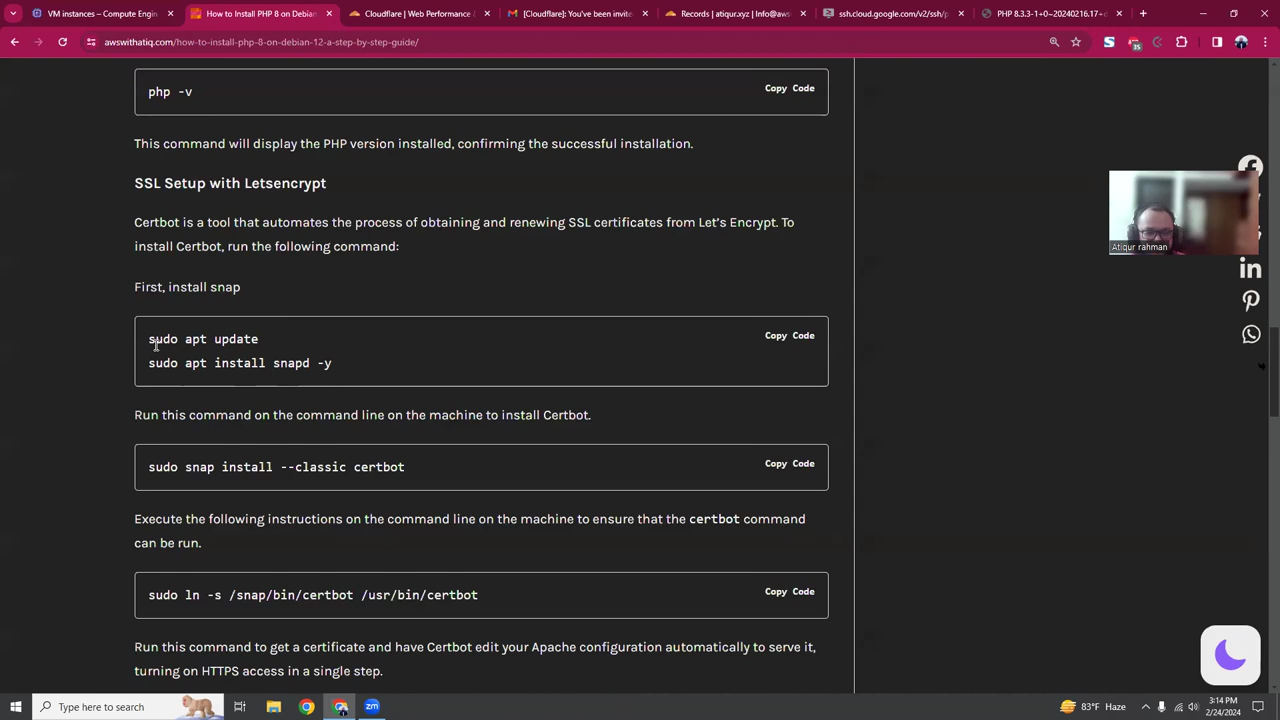 VM instances – Compute Engin
How to Install PHP 8 on Debian
Cloudflare | Web Performance &
[Cloudflare]: You've been invite
Records | atiqur.xyz | Info@aws
ssh.cloud.google.com/v2/ssh/p
PHP 8.3.3-1+0~20240216.17+d
awswithatiq.com/how-to-install-php-8-on-debian-12-a-step-by-step-guide/
35
php -v
Copy Code
This command will display the PHP version installed, confirming the successful installation.
SSL Setup with Letsencrypt
Certbot is a tool that automates the process of obtaining and renewing SSL certificates from Let's Encrypt. To
install Certbot, run the following command:
Atiqur rahman
First, install snap
sudo apt update
Copy Code
sudo apt install snapd -y
Run this command on the command line on the machine to install Certbot.
sudo snap install --classic certbot
Copy Code
Execute the following instructions on the command line on the machine to ensure that the certbot command
can be run.
sudo ln -s /snap/bin/certbot /usr/bin/certbot
Copy Code
Run this command to get a certificate and have Certbot edit your Apache configuration automatically to serve it,
turning on HTTPS access in a single step.
Type here to search
zm
83°F Haze
3:14 PM
2/24/2024